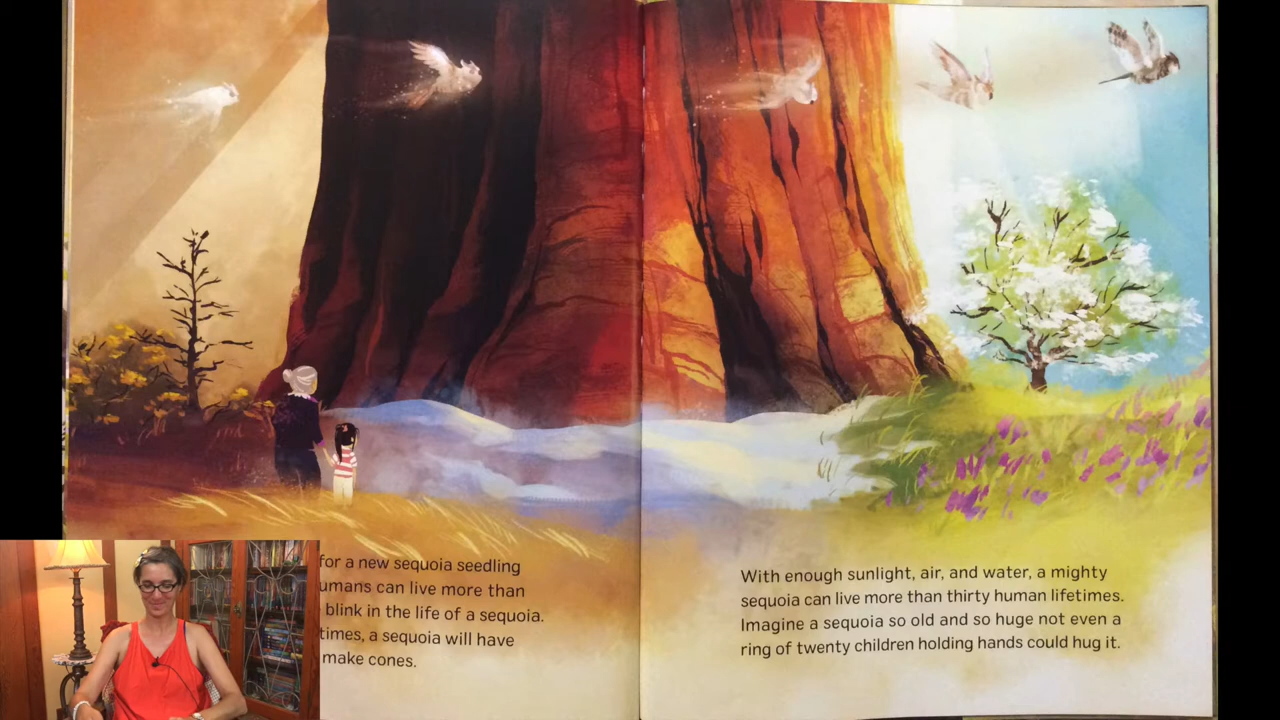 for a new sequoia seedling
umans can live more than
blink in the life of a sequoia.
times, a sequoia will have
make cones.
With enough sunlight, air, and water, a mighty
sequoia can live more than thirty human lifetimes.
Imagine a sequoia so old and so huge not even a
ring of twenty children holding hands could hug it.